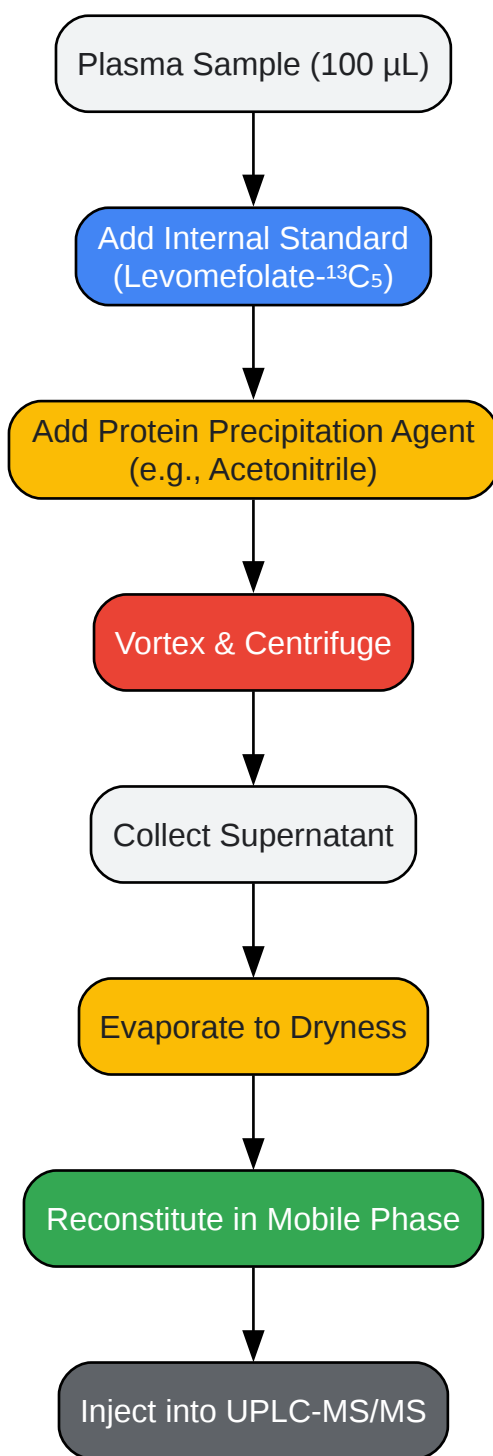 Plasma Sample (100 µL)
Add Internal Standard
(Levomefolate-¹³C₅)
Add Protein Precipitation Agent
(e.g., Acetonitrile)
Vortex & Centrifuge
Collect Supernatant
Evaporate to Dryness
Reconstitute in Mobile Phase
Inject into UPLC-MS/MS